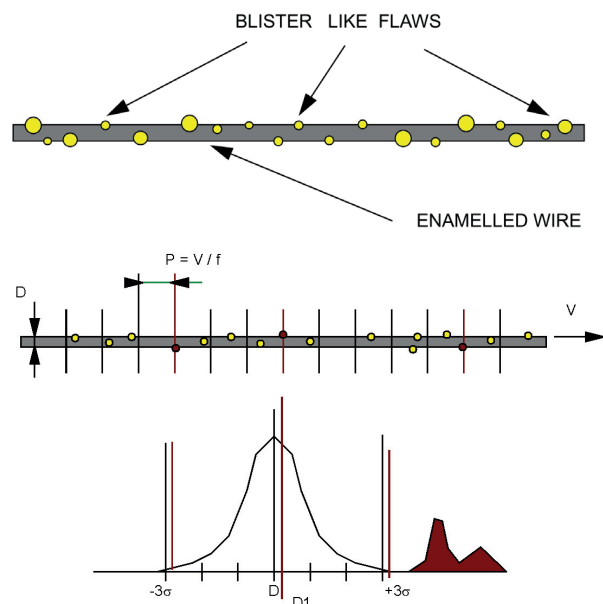 BLISTER LIKE FLAWS
ENAMELLED WIRE
P = V / f
D
V
-3σ D +3σ
D1